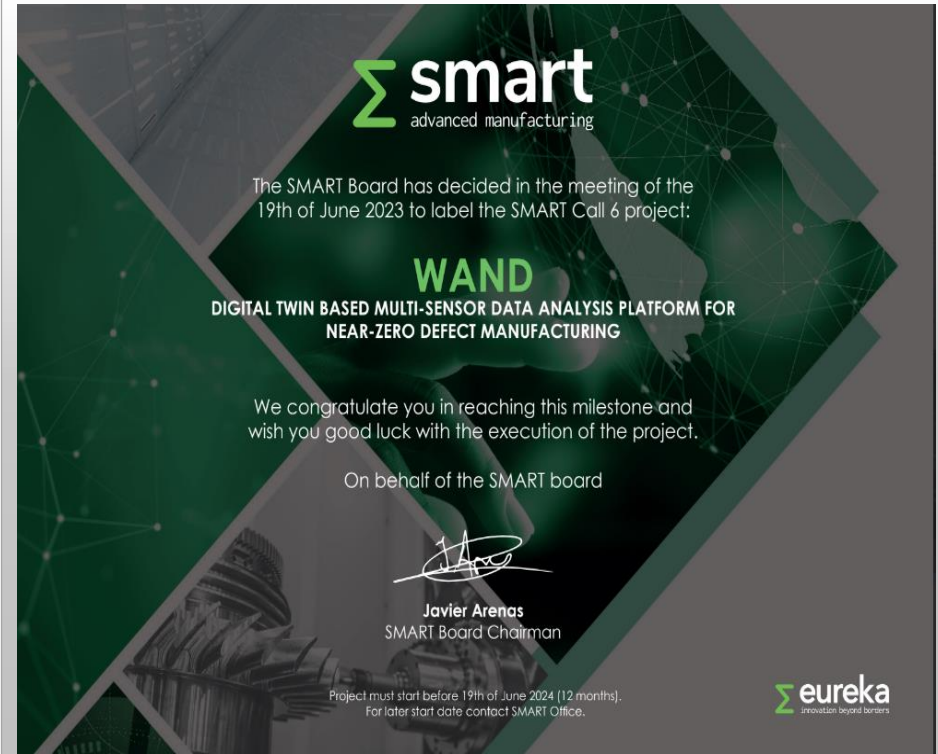 smart
advanced manufacturing
The SMART Board has decided in the meeting of the
19th of June 2023 to label the SMART Call 6 project:
WAND
DIGITAL TWIN BASED MULTI-SENSOR DATA ANALYSIS PLATFORM FOR
NEAR-ZERO DEFECT MANUFACTURING
We congratulate you in reaching this milestone and
wish you good luck with the execution of the project.
On behalf of the SMART board
Javier Arenas
SMART Board Chairman
Project must start before 19th of June 2024 (12 months).
For later start date contact SMART Office.
eureka
innovation beyond borders